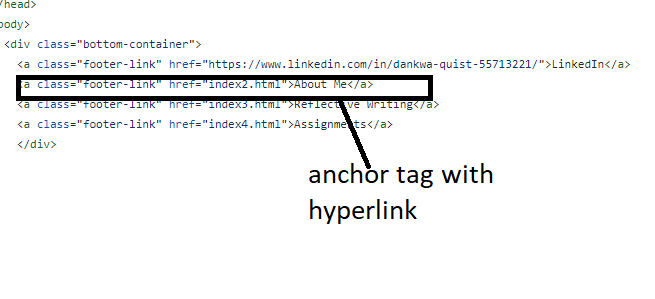 /head>
body>
<div class="bottom-container">
<a class="footer-link" href="https://www.linkedin.com/in/dankwa-quist-55713221/">LinkedIn</a>
<a class="footer-link" href="index2.html">About Me</a>
<a class="footer-link" href="index3.html">Reflective Writing</a>
<a class="footer-link" href="index4.html">Assignments</a>
</div>
anchor tag with
hyperlink